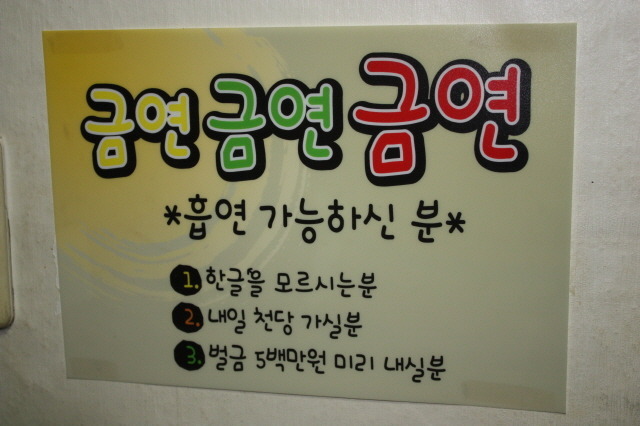 금연 금연 금연
*흡연 가능하신 분*
1. 한글을 모르시는분
2. 내일 천당 가실분
3. 벌금 5백만원 미리 내실분